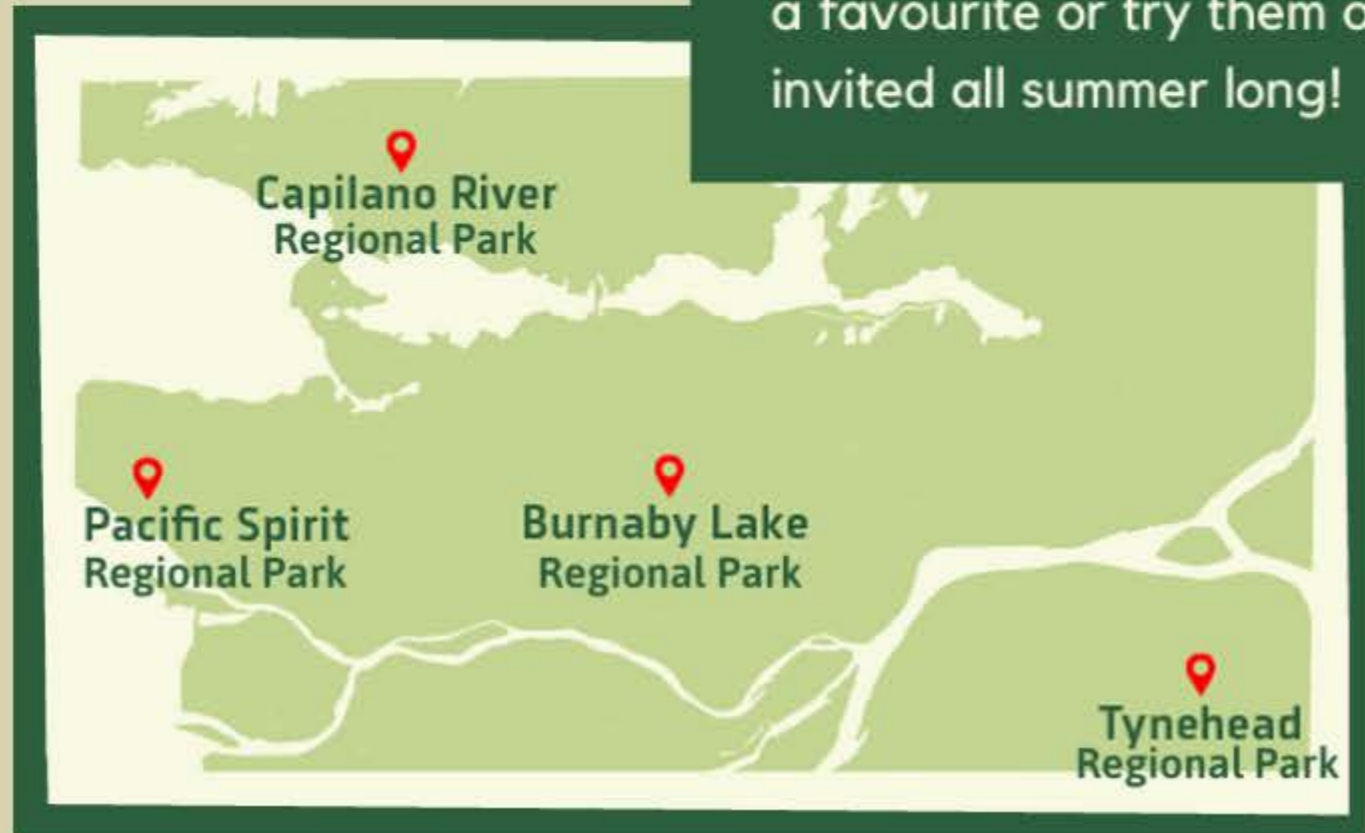 a favourite or try them
invited all summer long!
Capilano River
Regional Park
Pacific Spirit
Regional Park
Burnaby Lake
Regional Park
Tynehead
Regional Park